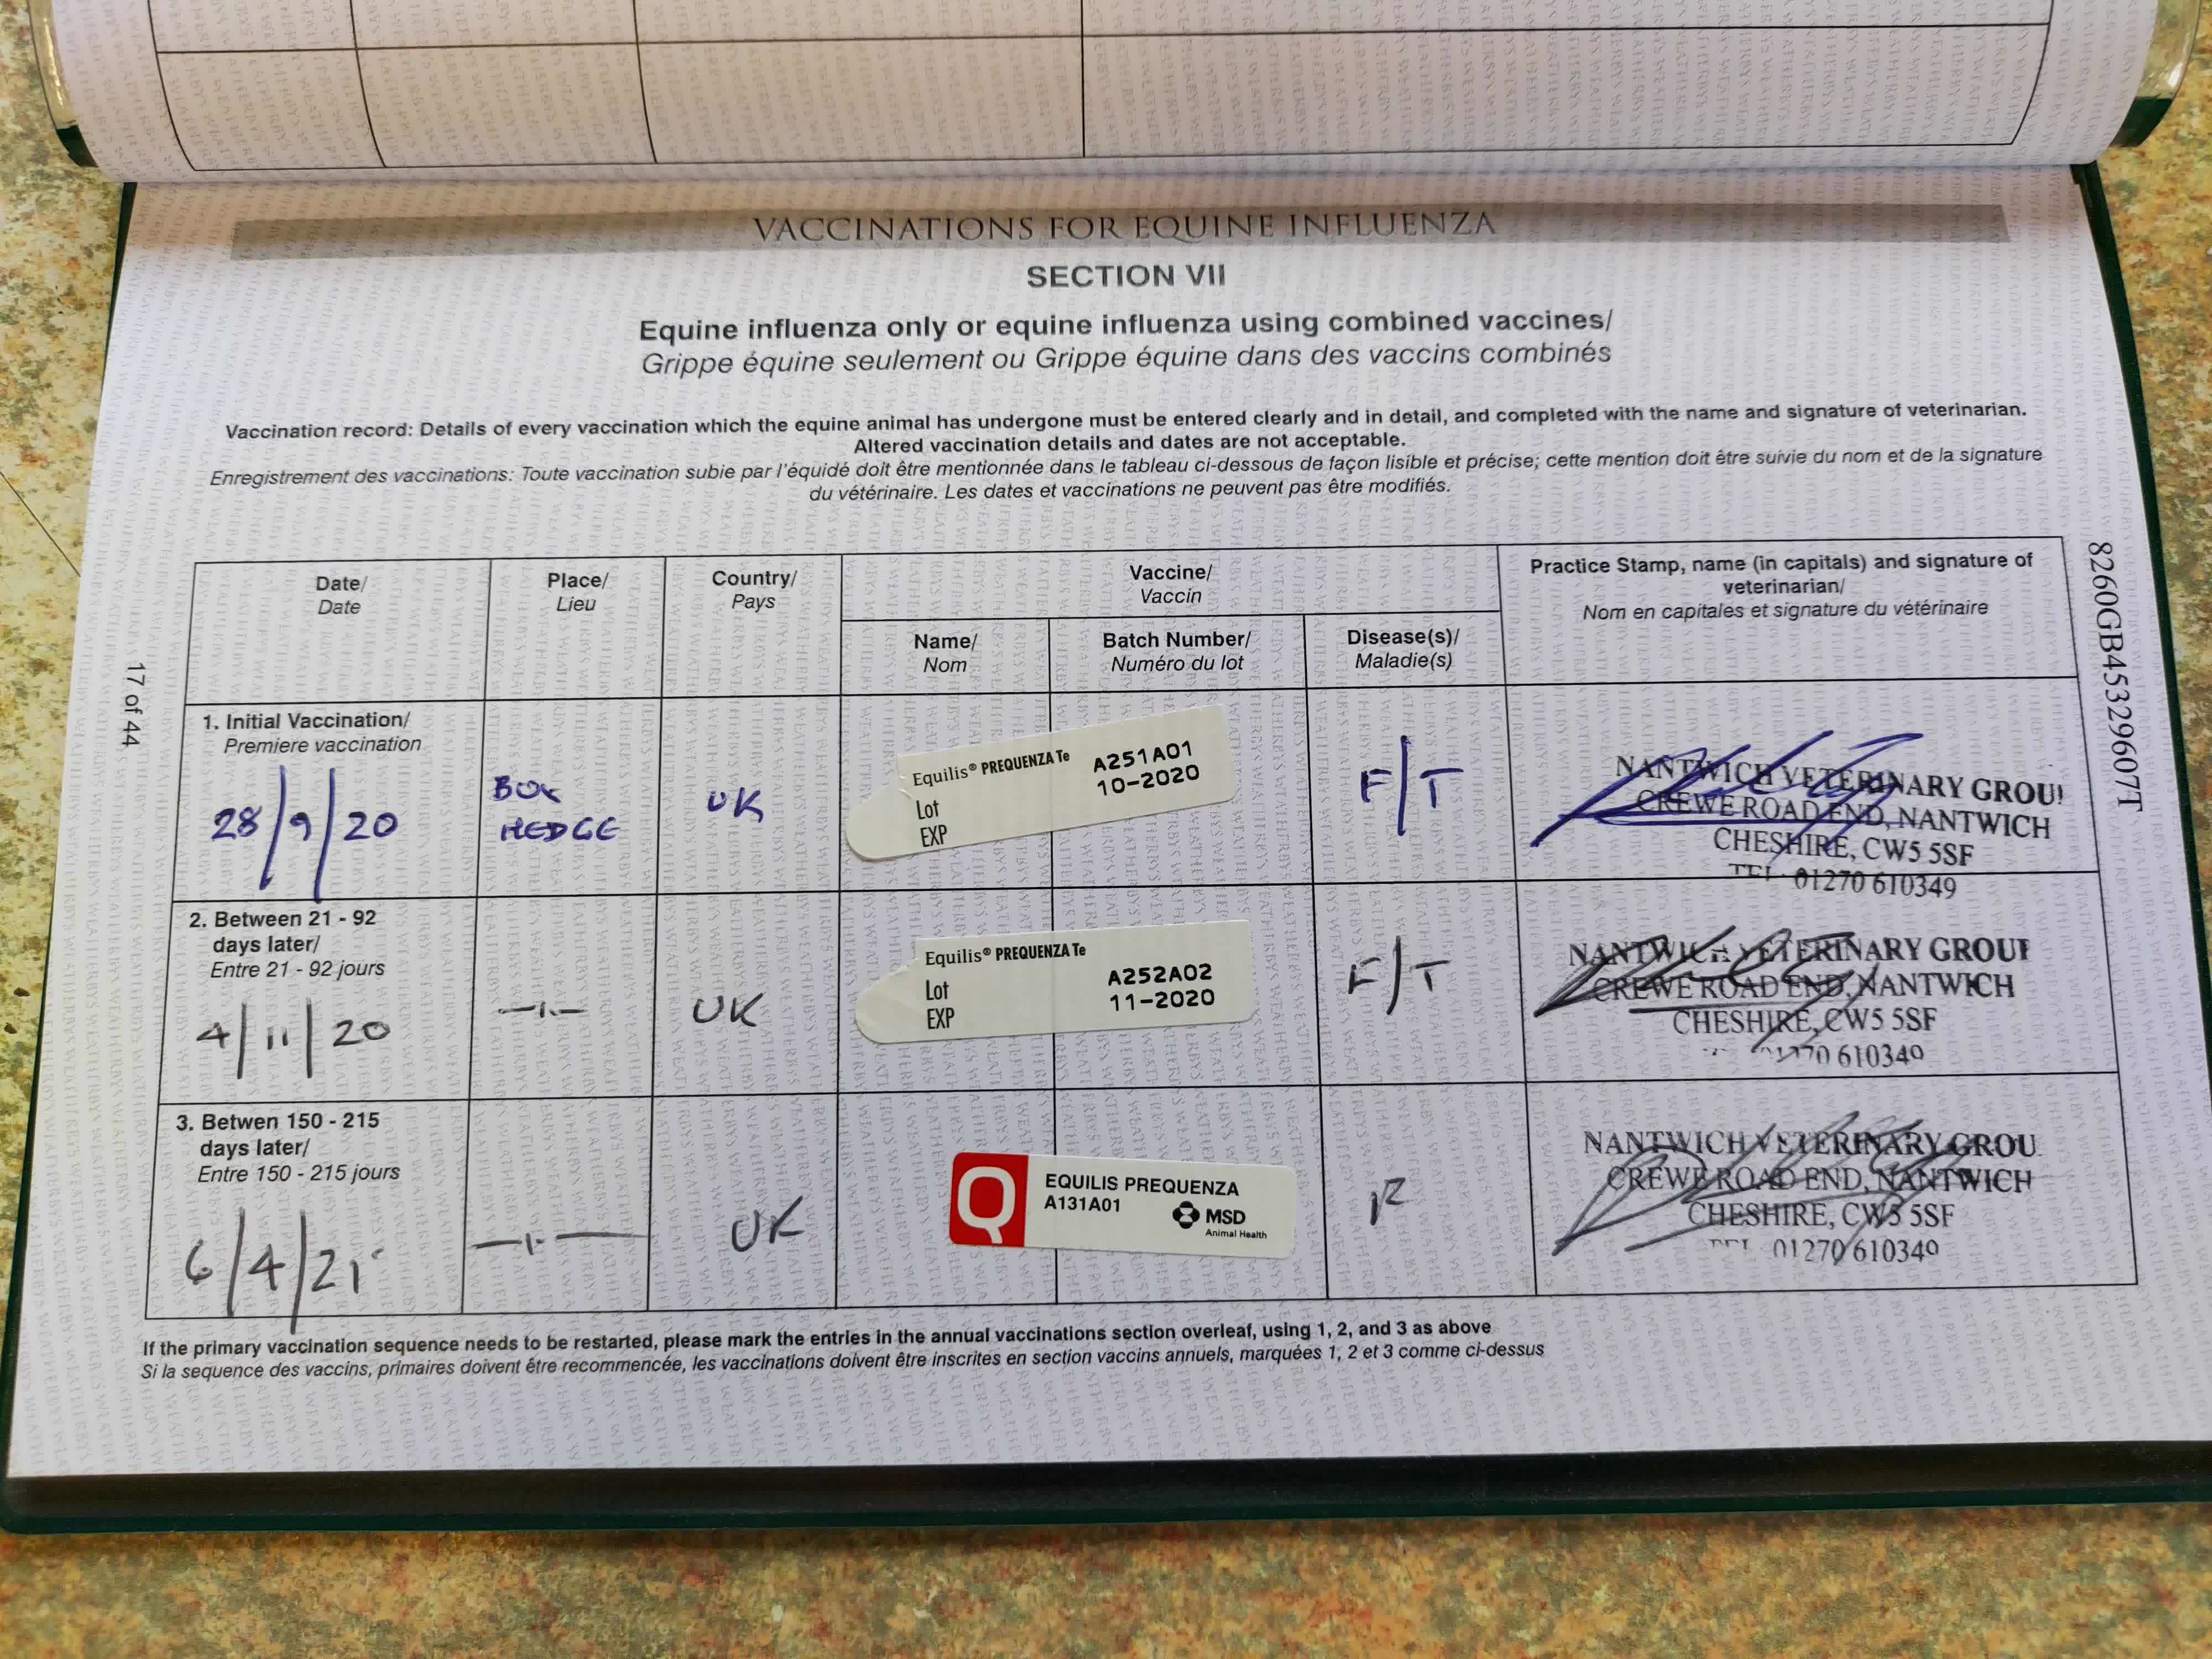 VACCINATIONS FOR EQUINE INFLUENZA
SECTION VII
Equine influenza only or equine influenza using combined vaccines/
Grippe équine seulement ou Grippe équine dans des vaccins combinés
Vaccination record: Details of every vaccination which the equine animal has undergone must be entered clearly and in detail, and completed with the name and signature of veterinarian.
Altered vaccination details and dates are not acceptable.
Enregistrement des vaccinations: Toute vaccination subie par l'équidé doit être mentionnée dans le tableau ci-dessous de façon lisible et précise; cette mention doit être suivie du nom et de la signature
du vétérinaire. Les dates et vaccinations ne peuvent pas être modifiés.
Date/
Date
Place/
Lieu
Country/
Pays
Vaccine/
Vaccin
Name/
Nom
Batch Number/
Numéro du lot
Disease(s)/
Maladie(s)
Practice Stamp, name (in capitals) and signature of
veterinarian/
Nom en capitales et signature du vétérinaire
1. Initial Vaccination/
Premiere vaccination
28/9/20
BOX
HEDGE
UK
Equilis® PREQUENZA Te
Lot
EXP
A251A01
10-2020
F/T
NANTWICH VETERINARY GROU
CREWE ROAD END, NANTWICH
CHESHIRE, CW5 5SF
TEL 01270 610349
2. Between 21 - 92
days later/
Entre 21 - 92 jours
4/11/20
UK
Equilis® PREQUENZA Te
Lot
EXP
A252A02
11-2020
F/T
NANTWICH VETERINARY GROU
CREWE ROAD END, NANTWICH
CHESHIRE, CW5 5SF
01270 610349
3. Betwen 150 - 215
days later/
Entre 150 - 215 jours
6/4/21
UK
Q
EQUILIS PREQUENZA
A131A01
MSD
Animal Health
F
NANTWICH VETERINARY GROU
CREWE ROAD END, NANTWICH
CHESHIRE, CW5 5SF
TEL 01270 610349
If the primary vaccination sequence needs to be restarted, please mark the entries in the annual vaccinations section overleaf, using 1, 2, and 3 as above
Si la sequence des vaccins, primaires doivent être recommencée, les vaccinations doivent être inscrites en section vaccins annuels, marquées 1, 2 et 3 comme ci-dessus
17 of 44
8260GB45329607T